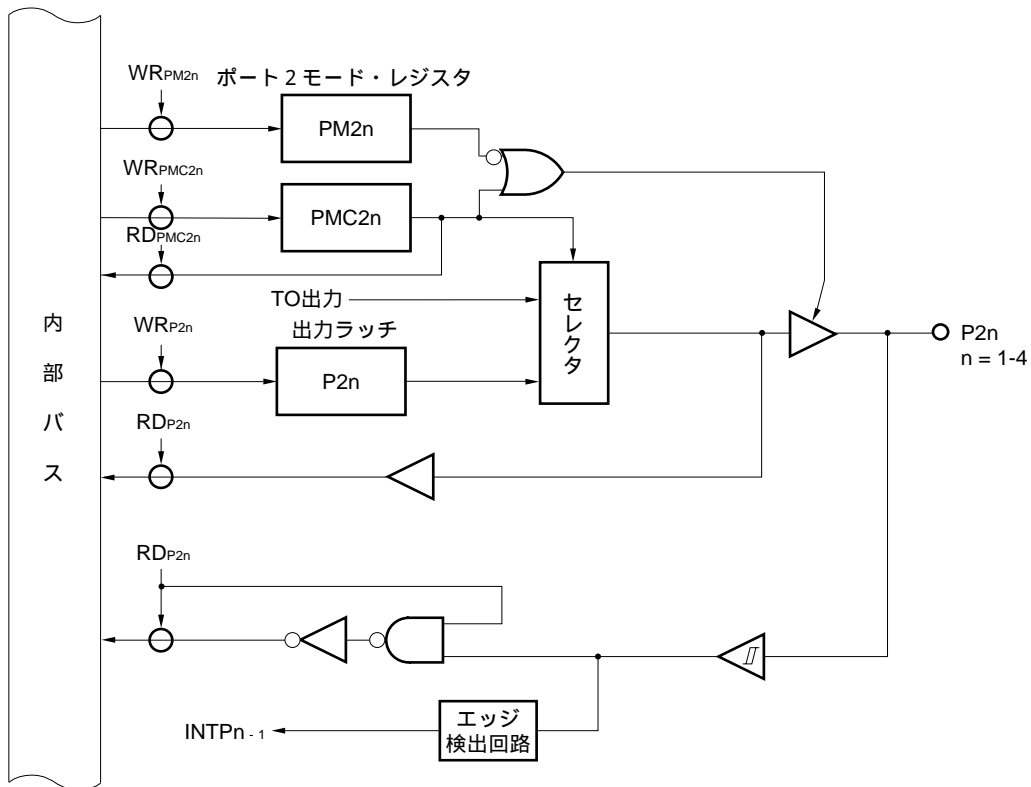 WRPM2n
ポート2モード・レジスタ
PM2n
WRPMC2n
PMC2n
RDPMC2n
TO出力
セレクタ
WRP2n
出力ラッチ
P2n
P2n
n = 1-4
内部バス
RDP2n
RDP2n
INTPn - 1
エッジ
検出回路